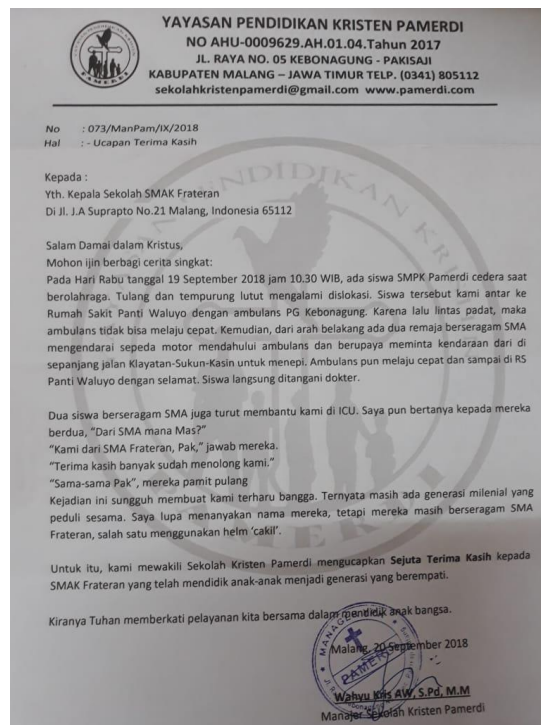 YAYASAN PENDIDIKAN KRISTEN PAMERDI
NO AHU-0009629.AH.01.04.Tahun 2017
JL. RAYA NO. 05 KEBONAGUNG - PAKISAJI
KABUPATEN MALANG – JAWA TIMUR TELP. (0341) 805112
sekolahkristenpamerdi@gmail.com www.pamerdi.com
No : 073/ManPam/IX/2018
Hal : - Ucapan Terima Kasih
Kepada :
Yth. Kepala Sekolah SMAK Frateran
Di Jl. J.A Suprapto No.21 Malang, Indonesia 65112
Salam Damai dalam Kristus,
Mohon ijin berbagi cerita singkat:
Pada Hari Rabu tanggal 19 September 2018 jam 10.30 WIB, ada siswa SMPK Pamerdi cedera saat
berolahraga. Tulang dan tempurung lutut mengalami dislokasi. Siswa tersebut kami antar ke
Rumah Sakit Panti Waluyo dengan ambulans PG Kebonagung. Karena lalu lintas padat, maka
ambulans tidak bisa melaju cepat. Kemudian, dari arah belakang ada dua remaja berseragam SMA
mengendarai sepeda motor mendahului ambulans dan berupaya meminta kendaraan dari di
sepanjang jalan Klayatan-Sukun-Kasin untuk menepi. Ambulans pun melaju cepat dan sampai di RS
Panti Waluyo dengan selamat. Siswa langsung ditangani dokter.
Dua siswa berseragam SMA juga turut membantu kami di ICU. Saya pun bertanya kepada mereka
berdua, “Dari SMA mana Mas?”
“Kami dari SMA Frateran, Pak,” jawab mereka.
“Terima kasih banyak sudah menolong kami.”
“Sama-sama Pak”, mereka pamit pulang
Kejadian ini sungguh membuat kami terharu bangga. Ternyata masih ada generasi milenial yang
peduli sesama. Saya lupa menanyakan nama mereka, tetapi mereka masih berseragam SMA
Frateran, salah satu menggunakan helm ‘cakil’.
Untuk itu, kami mewakili Sekolah Kristen Pamerdi mengucapkan Sejuta Terima Kasih kepada
SMAK Frateran yang telah mendidik anak-anak menjadi generasi yang berempati.
Kiranya Tuhan memberkati pelayanan kita bersama dalam mendidik anak bangsa.
Malang, 20 September 2018
PAMERDI
Wahyu Kris AW, S.Pd, M.M
Manajer Sekolah Kristen Pamerdi